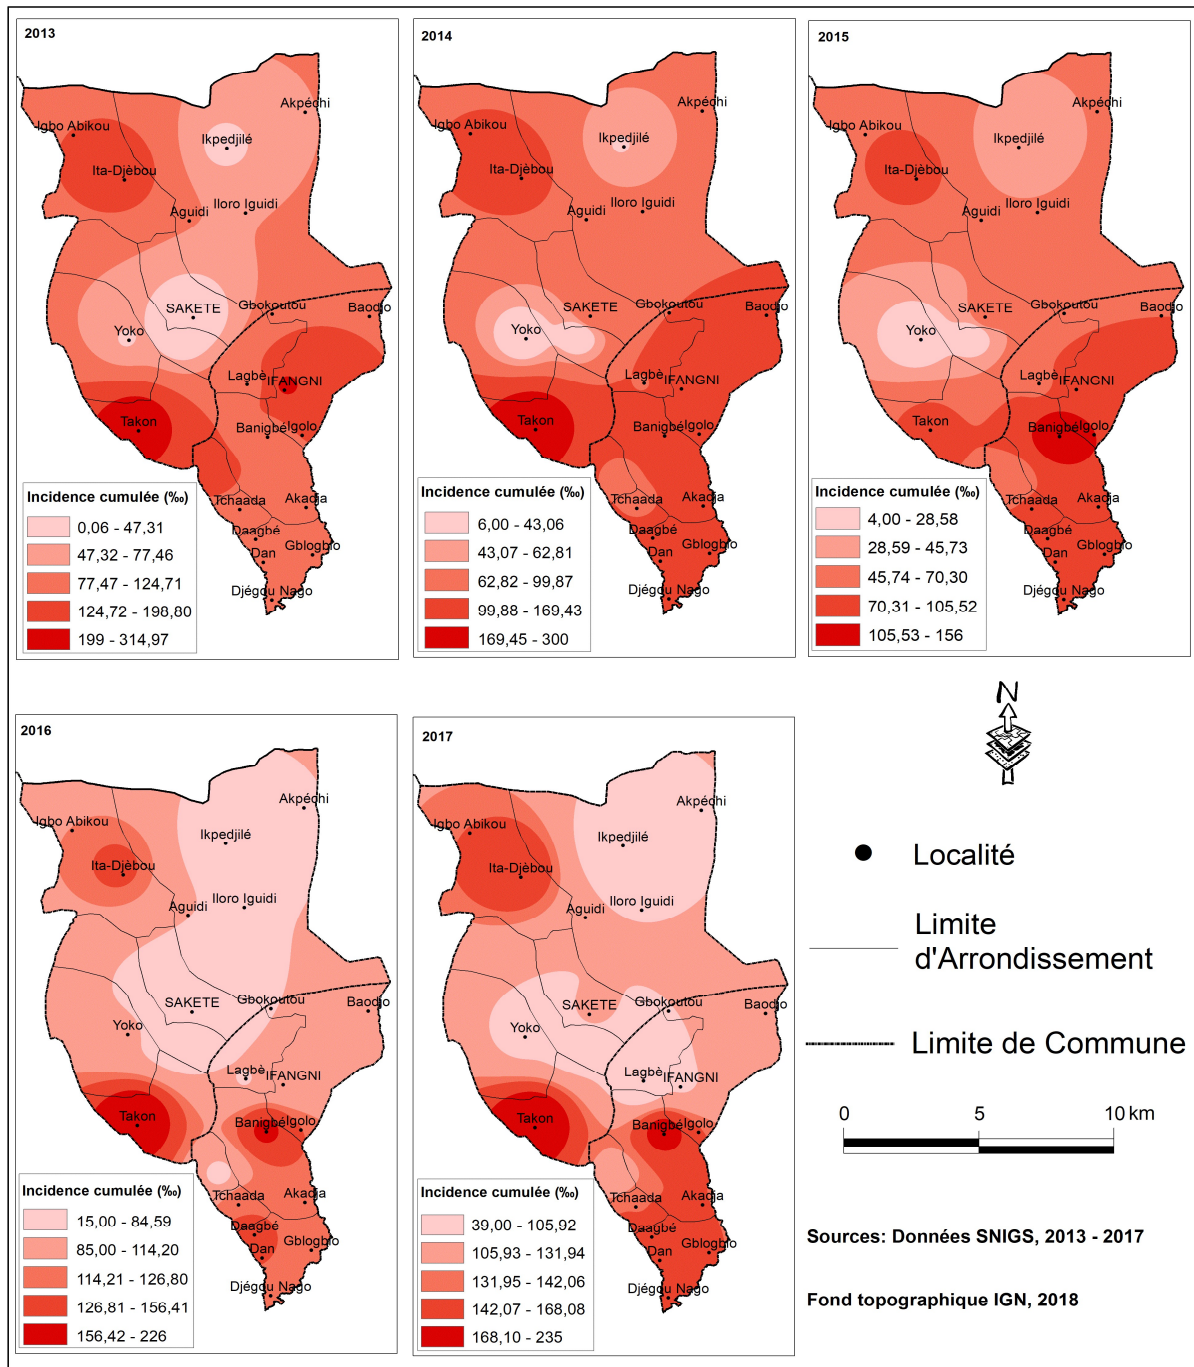 2013
Akpéchi
Igbo Abikou
Ikpedjilé
Ita-Djèbou
Aguidi
Iloro Iguidi
SAKETE
Gbokoutou
Baodjo
Yoko
Lagbè
IFANGNI
Takon
Banigbé
Igolo
Tchaada
Akadja
Daagbé
Dan
Gblogblo
Djégou Nago
Incidence cumulée (‰)
0,06 - 47,31
47,32 - 77,46
77,47 - 124,71
124,72 - 198,80
199 - 314,97
2014
Akpéchi
Igbo Abikou
Ikpedjilé
Ita-Djèbou
Aguidi
Iloro Iguidi
SAKETE
Gbokoutou
Baodjo
Yoko
Lagbè
IFANGNI
Takon
Banigbé
Igolo
Tchaada
Akadja
Daagbé
Dan
Gblogblo
Djégou Nago
Incidence cumulée (‰)
6,00 - 43,06
43,07 - 62,81
62,82 - 99,87
99,88 - 169,43
169,45 - 300
2015
Akpéchi
Igbo Abikou
Ikpedjilé
Ita-Djèbou
Aguidi
Iloro Iguidi
SAKETE
Gbokoutou
Baodjo
Yoko
Lagbè
IFANGNI
Takon
Banigbé
Igolo
Tchaada
Akadja
Daagbé
Dan
Gblogblo
Djégou Nago
Incidence cumulée (‰)
4,00 - 28,58
28,59 - 45,73
45,74 - 70,30
70,31 - 105,52
105,53 - 156
2016
Akpéchi
Igbo Abikou
Ikpedjilé
Ita-Djèbou
Aguidi
Iloro Iguidi
SAKETE
Gbokoutou
Baodjo
Yoko
Lagbè
IFANGNI
Takon
Banigbé
Igolo
Tchaada
Akadja
Daagbé
Dan
Gblogblo
Djégou Nago
Incidence cumulée (‰)
15,00 - 84,59
85,00 - 114,20
114,21 - 126,80
126,81 - 156,41
156,42 - 226
2017
Akpéchi
Igbo Abikou
Ikpedjilé
Ita-Djèbou
Aguidi
Iloro Iguidi
SAKETE
Gbokoutou
Baodjo
Yoko
Lagbè
IFANGNI
Takon
Banigbé
Igolo
Tchaada
Akadja
Daagbé
Dan
Gblogblo
Djégou Nago
Incidence cumulée (‰)
39,00 - 105,92
105,93 - 131,94
131,95 - 142,06
142,07 - 168,08
168,10 - 235
N
Localité
Limite
d'Arrondissement
Limite de Commune
0 5 10 km
Sources: Données SNIGS, 2013 - 2017
Fond topographique IGN, 2018